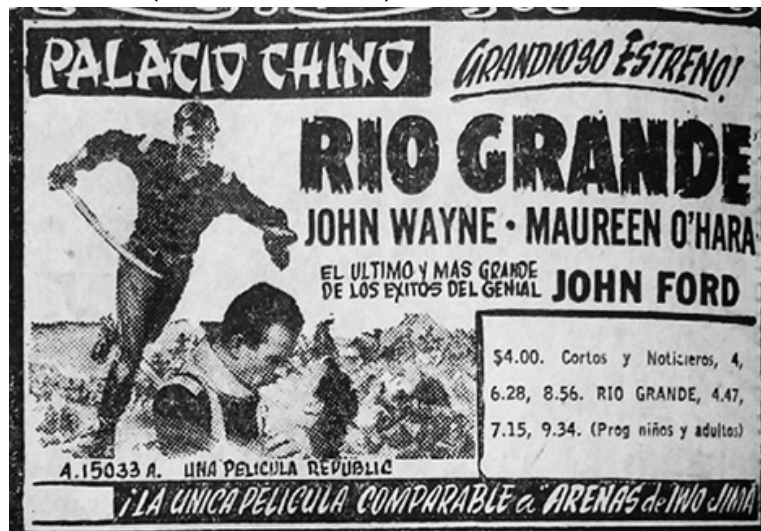 PALACIO CHINO
GRANDIOSO ESTRENO!
RIO GRANDE
JOHN WAYNE • MAUREEN O'HARA
EL ULTIMO Y MAS GRANDE
DE LOS EXITOS DEL GENIAL JOHN FORD
$4.00. Cortos y Noticieros, 4,
6.28, 8.56. RIO GRANDE, 4.47,
7.15, 9.34. (Prog niños y adultos)
A.15033 A. UNA PELICULA REPUBLIC
¡LA UNICA PELICULA COMPARABLE a "ARENAS de IWO JIMA